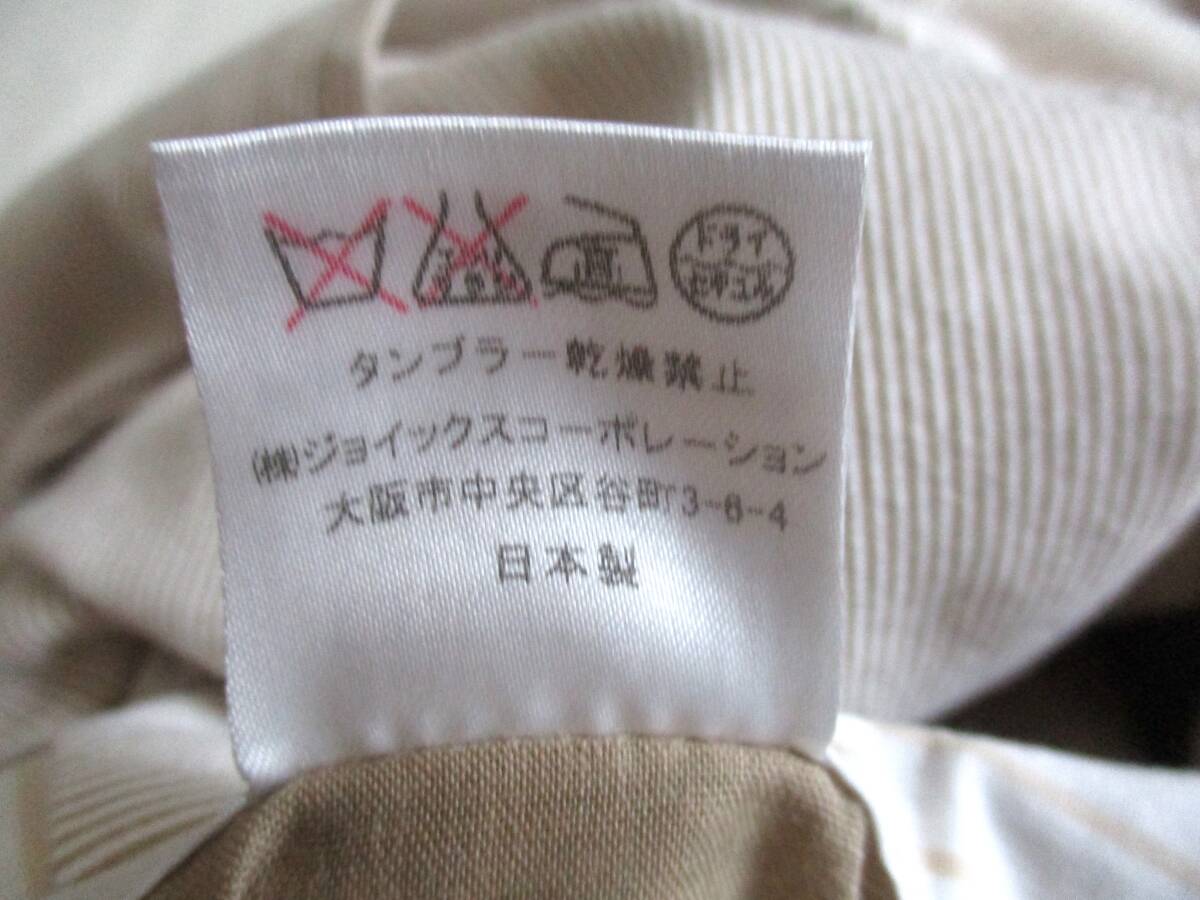 中 ドライ
セキユ系
タンブラー乾燥禁止
㈱ジョイックスコーポレーション
大阪市中央区谷町3-6-4
日本製